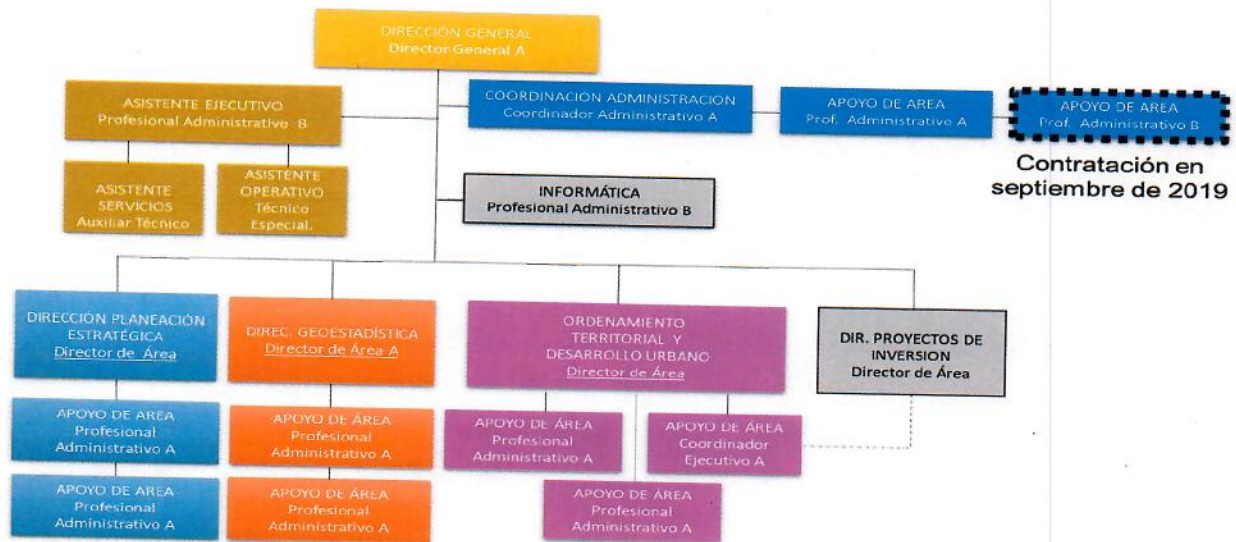 DIRECCIÓN GENERAL
Director General A
ASISTENTE EJECUTIVO
Profesional Administrativo B
COORDINACIÓN ADMINISTRACION
Coordinador Administrativo A
APOYO DE AREA
Prof. Administrativo A
APOYO DE AREA
Prof. Administrativo B
Contratación en
septiembre de 2019
ASISTENTE
SERVICIOS
Auxiliar Técnico
ASISTENTE
OPERATIVO
Técnico
Especial.
INFORMÁTICA
Profesional Administrativo B
DIRECCIÓN PLANEACIÓN
ESTRATÉGICA
Director de Área
DIREC. GEOESTADÍSTICA
Director de Área A
ORDENAMIENTO
TERRITORIAL Y
DESARROLLO URBANO
Director de Área
DIR. PROYECTOS DE
INVERSION
Director de Área
APOYO DE AREA
Profesional
Administrativo A
APOYO DE ÁREA
Profesional
Administrativo A
APOYO DE ÁREA
Profesional
Administrativo A
APOYO DE ÁREA
Coordinador
Ejecutivo A
APOYO DE AREA
Profesional
Administrativo A
APOYO DE ÁREA
Profesional
Administrativo A
APOYO DE ÁREA
Profesional
Administrativo A